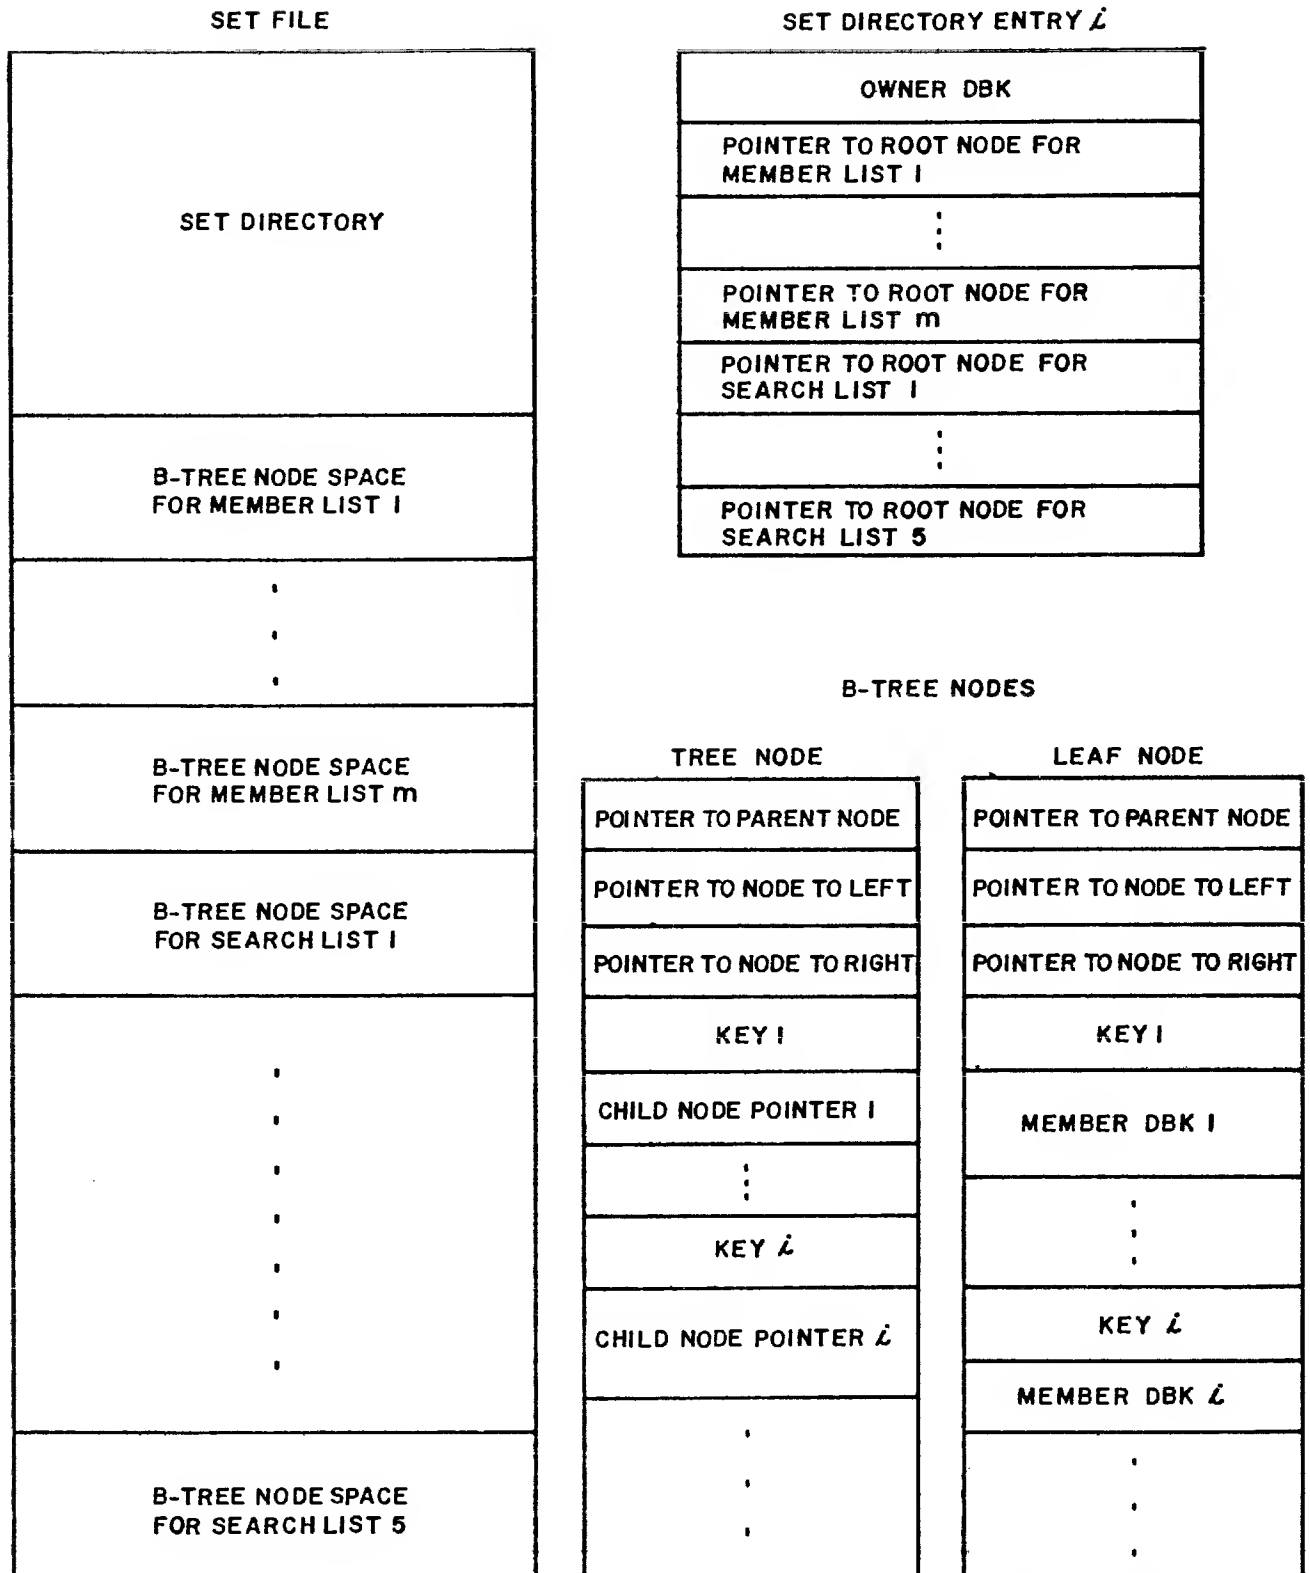 SET FILE
SET DIRECTORY
B-TREE NODE SPACE
FOR MEMBER LIST 1
B-TREE NODE SPACE
FOR MEMBER LIST m
B-TREE NODE SPACE
FOR SEARCH LIST 1
B-TREE NODE SPACE
FOR SEARCH LIST 5
SET DIRECTORY ENTRY i
OWNER DBK
POINTER TO ROOT NODE FOR
MEMBER LIST 1
POINTER TO ROOT NODE FOR
MEMBER LIST m
POINTER TO ROOT NODE FOR
SEARCH LIST 1
POINTER TO ROOT NODE FOR
SEARCH LIST 5
B-TREE NODES
TREE NODE
POINTER TO PARENT NODE
POINTER TO NODE TO LEFT
POINTER TO NODE TO RIGHT
KEY 1
CHILD NODE POINTER 1
KEY i
CHILD NODE POINTER i
LEAF NODE
POINTER TO PARENT NODE
POINTER TO NODE TO LEFT
POINTER TO NODE TO RIGHT
KEY 1
MEMBER DBK 1
KEY i
MEMBER DBK i